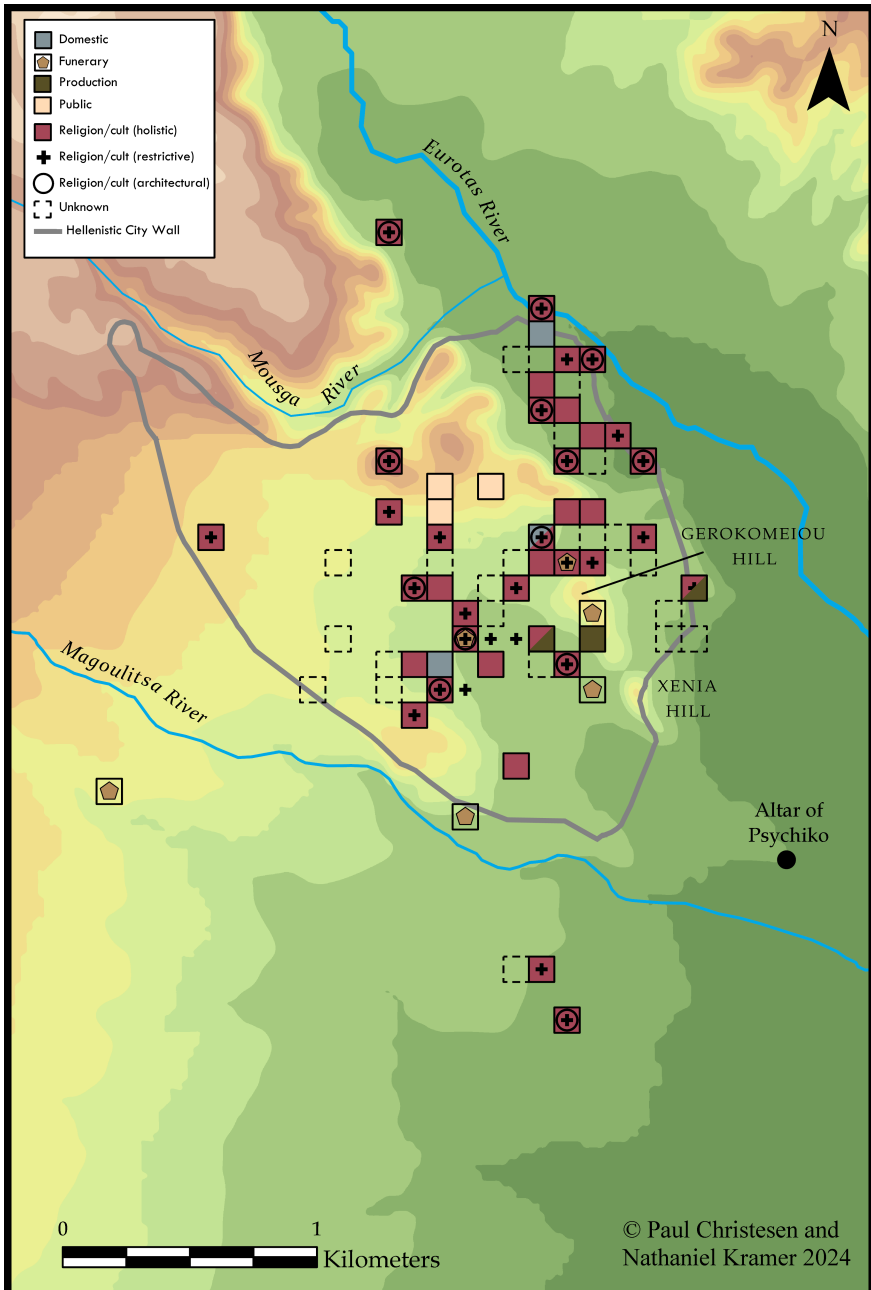 Domestic
Funerary
Production
Public
Religion/cult (holistic)
Religion/cult (restrictive)
Religion/cult (architectural)
Unknown
Hellenistic City Wall
N
Eurotas River
Mousga River
GEROKOMEIOU
HILL
Magoulitsa River
XENIA
HILL
Altar of
Psychiko
0 1
Kilometers
© Paul Christesen and
Nathaniel Kramer 2024